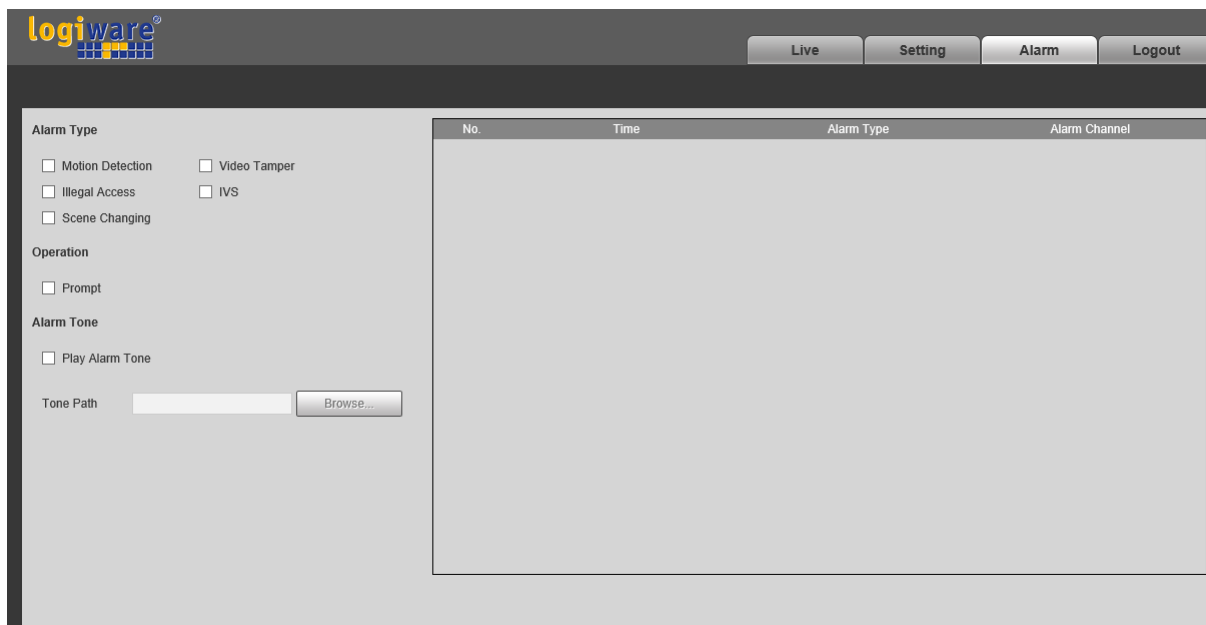 logiware®
Live Setting Alarm Logout
Alarm Type
Motion Detection Video Tamper
Illegal Access IVS
Scene Changing
Operation
Prompt
Alarm Tone
Play Alarm Tone
Tone Path Browse...
No. Time Alarm Type Alarm Channel